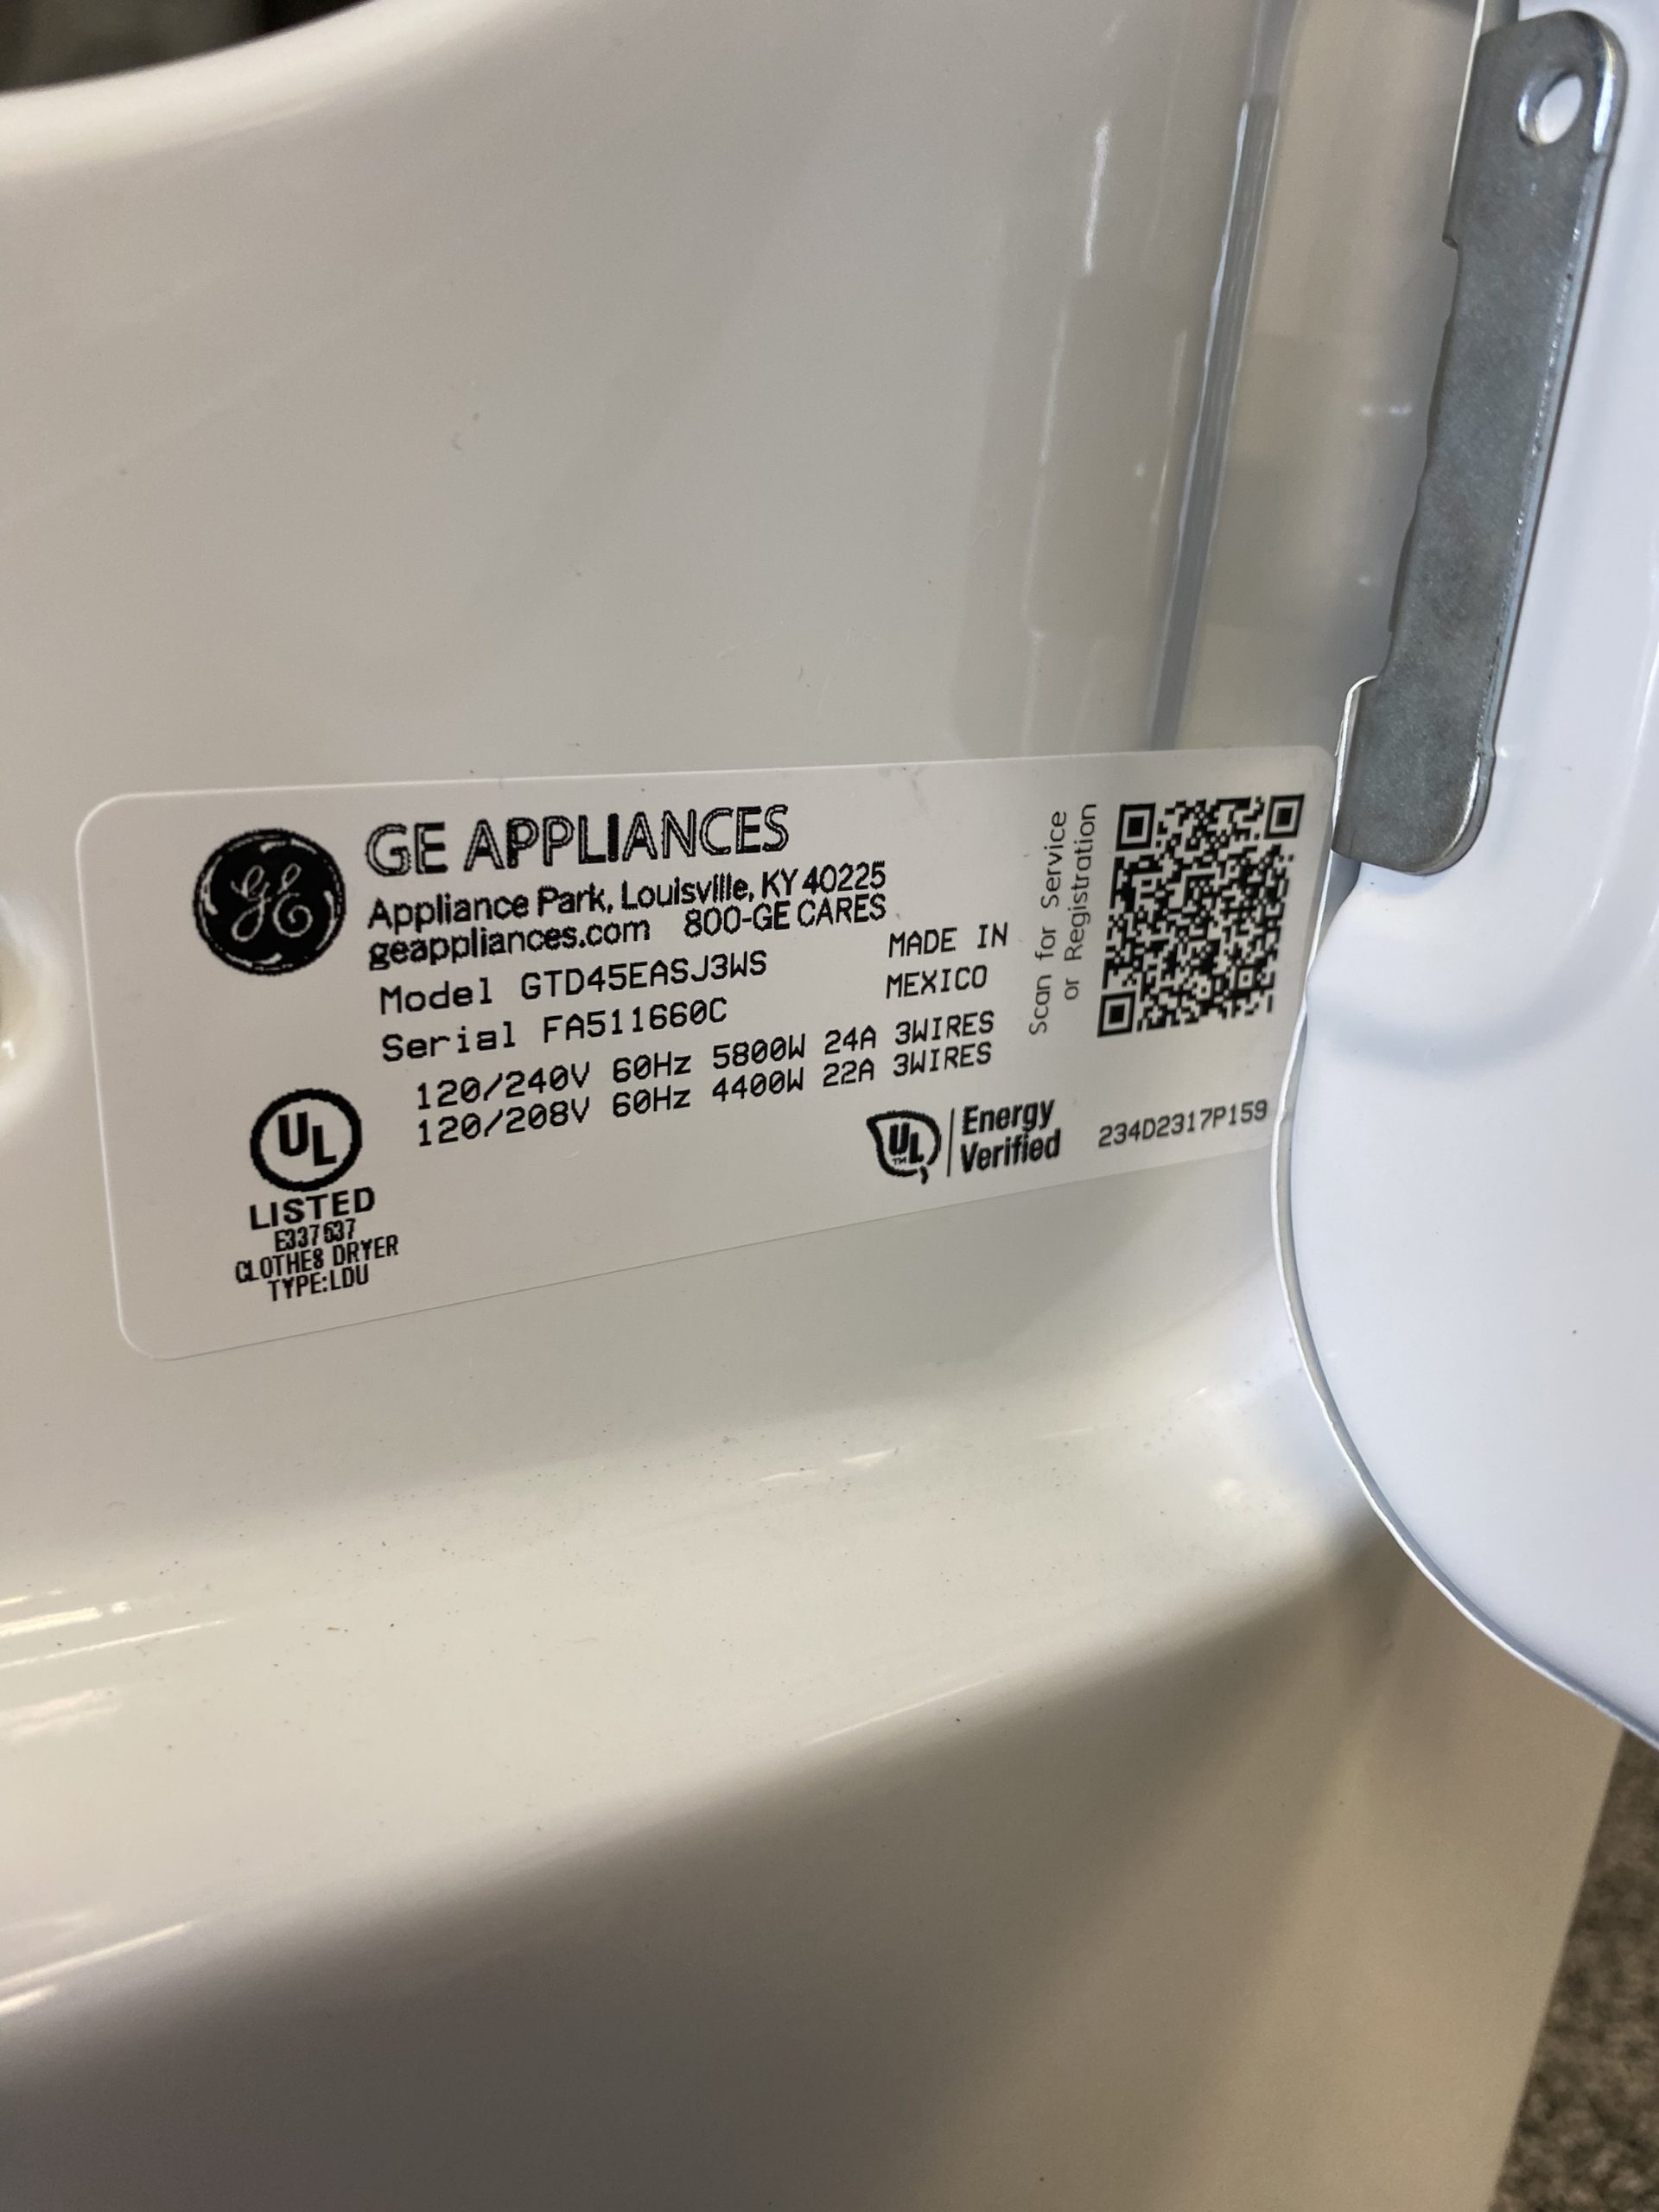 GE
GE APPLIANCES
Appliance Park, Louisville, KY 40225
geappliances.com 800-GE CARES
Model GTD45EASJ3WS
Serial FA511660C
MADE IN
MEXICO
120/240V 60Hz 5800W 24A 3WIRES
120/208V 60Hz 4400W 22A 3WIRES
Scan for Service
or Registration
UL
LISTED
E337637
CLOTHES DRYER
TYPE:LDU
UL TM
Energy
Verified
234D2317P159